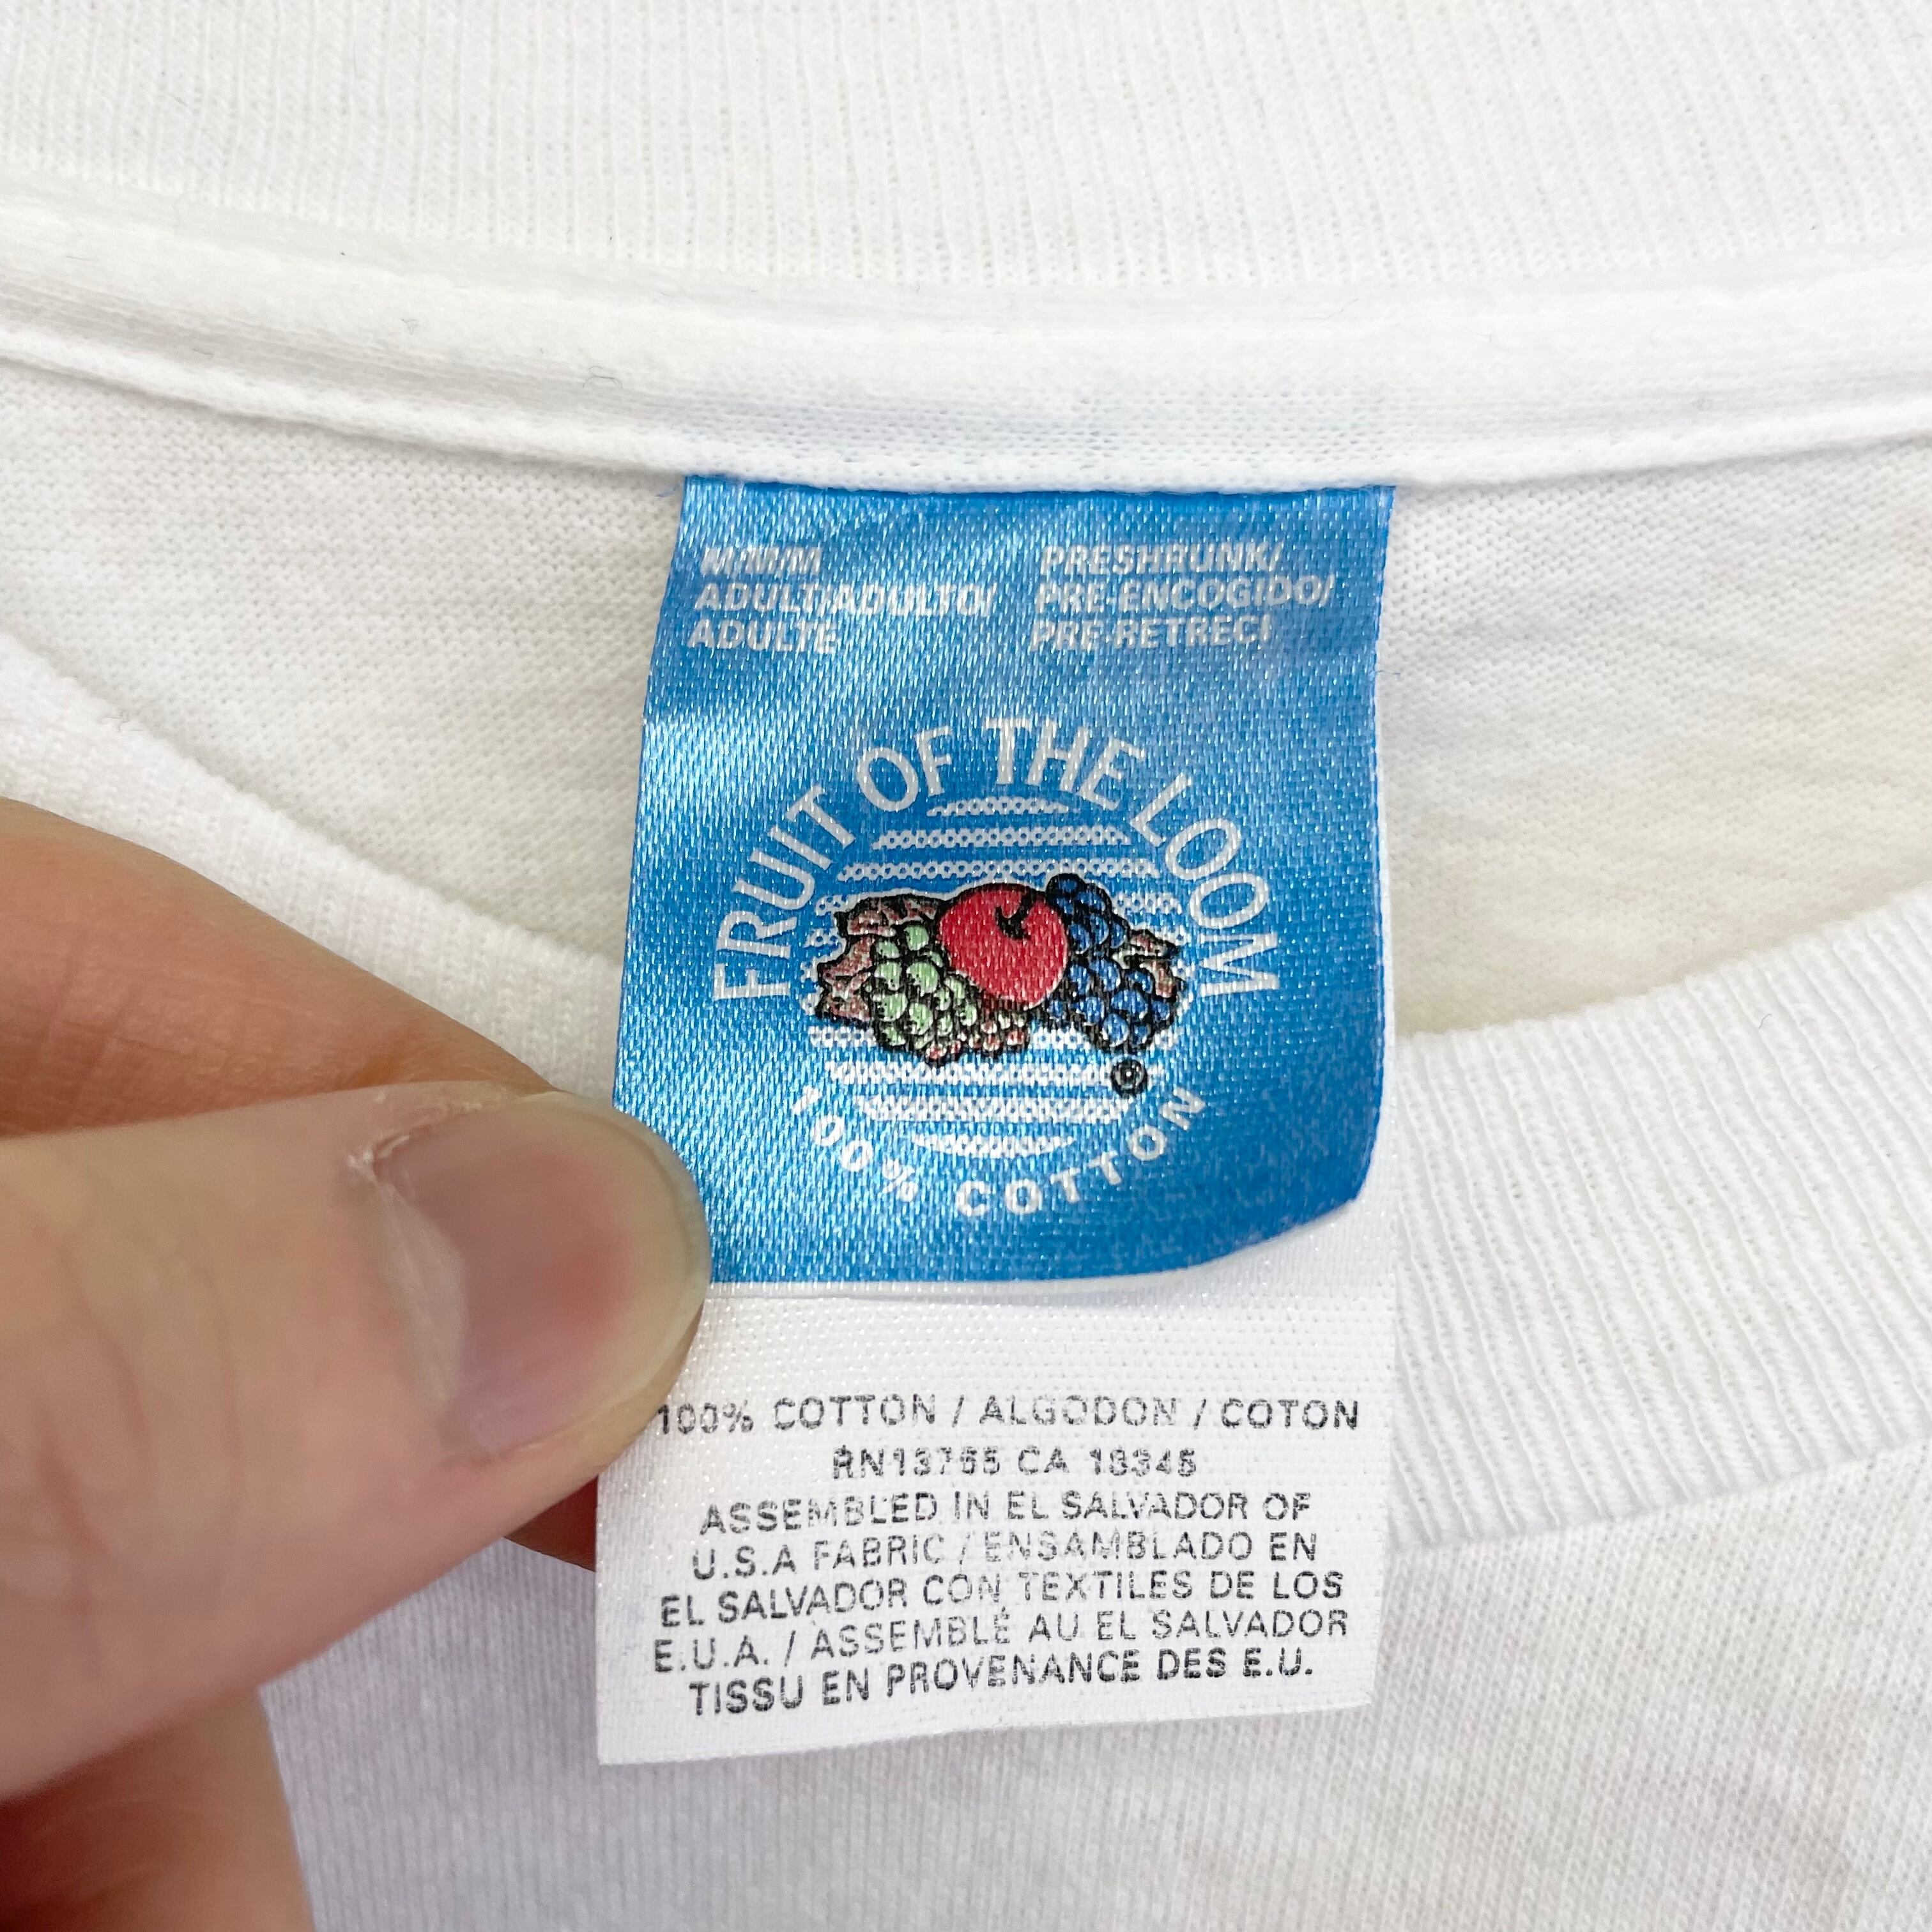 M/M/M
ADULT/ADULTO/
ADULTE
PRESHRUNK/
PRE-ENCOGIDO/
PRE-RETRECI
FRUIT OF THE LOOM
®
100% COTTON
100% COTTON / ALGODON / COTON
RN13765 CA 18345
ASSEMBLED IN EL SALVADOR OF
U.S.A FABRIC / ENSAMBLADO EN
EL SALVADOR CON TEXTILES DE LOS
E.U.A. / ASSEMBLÉ AU EL SALVADOR
TISSU EN PROVENANCE DES E.U.